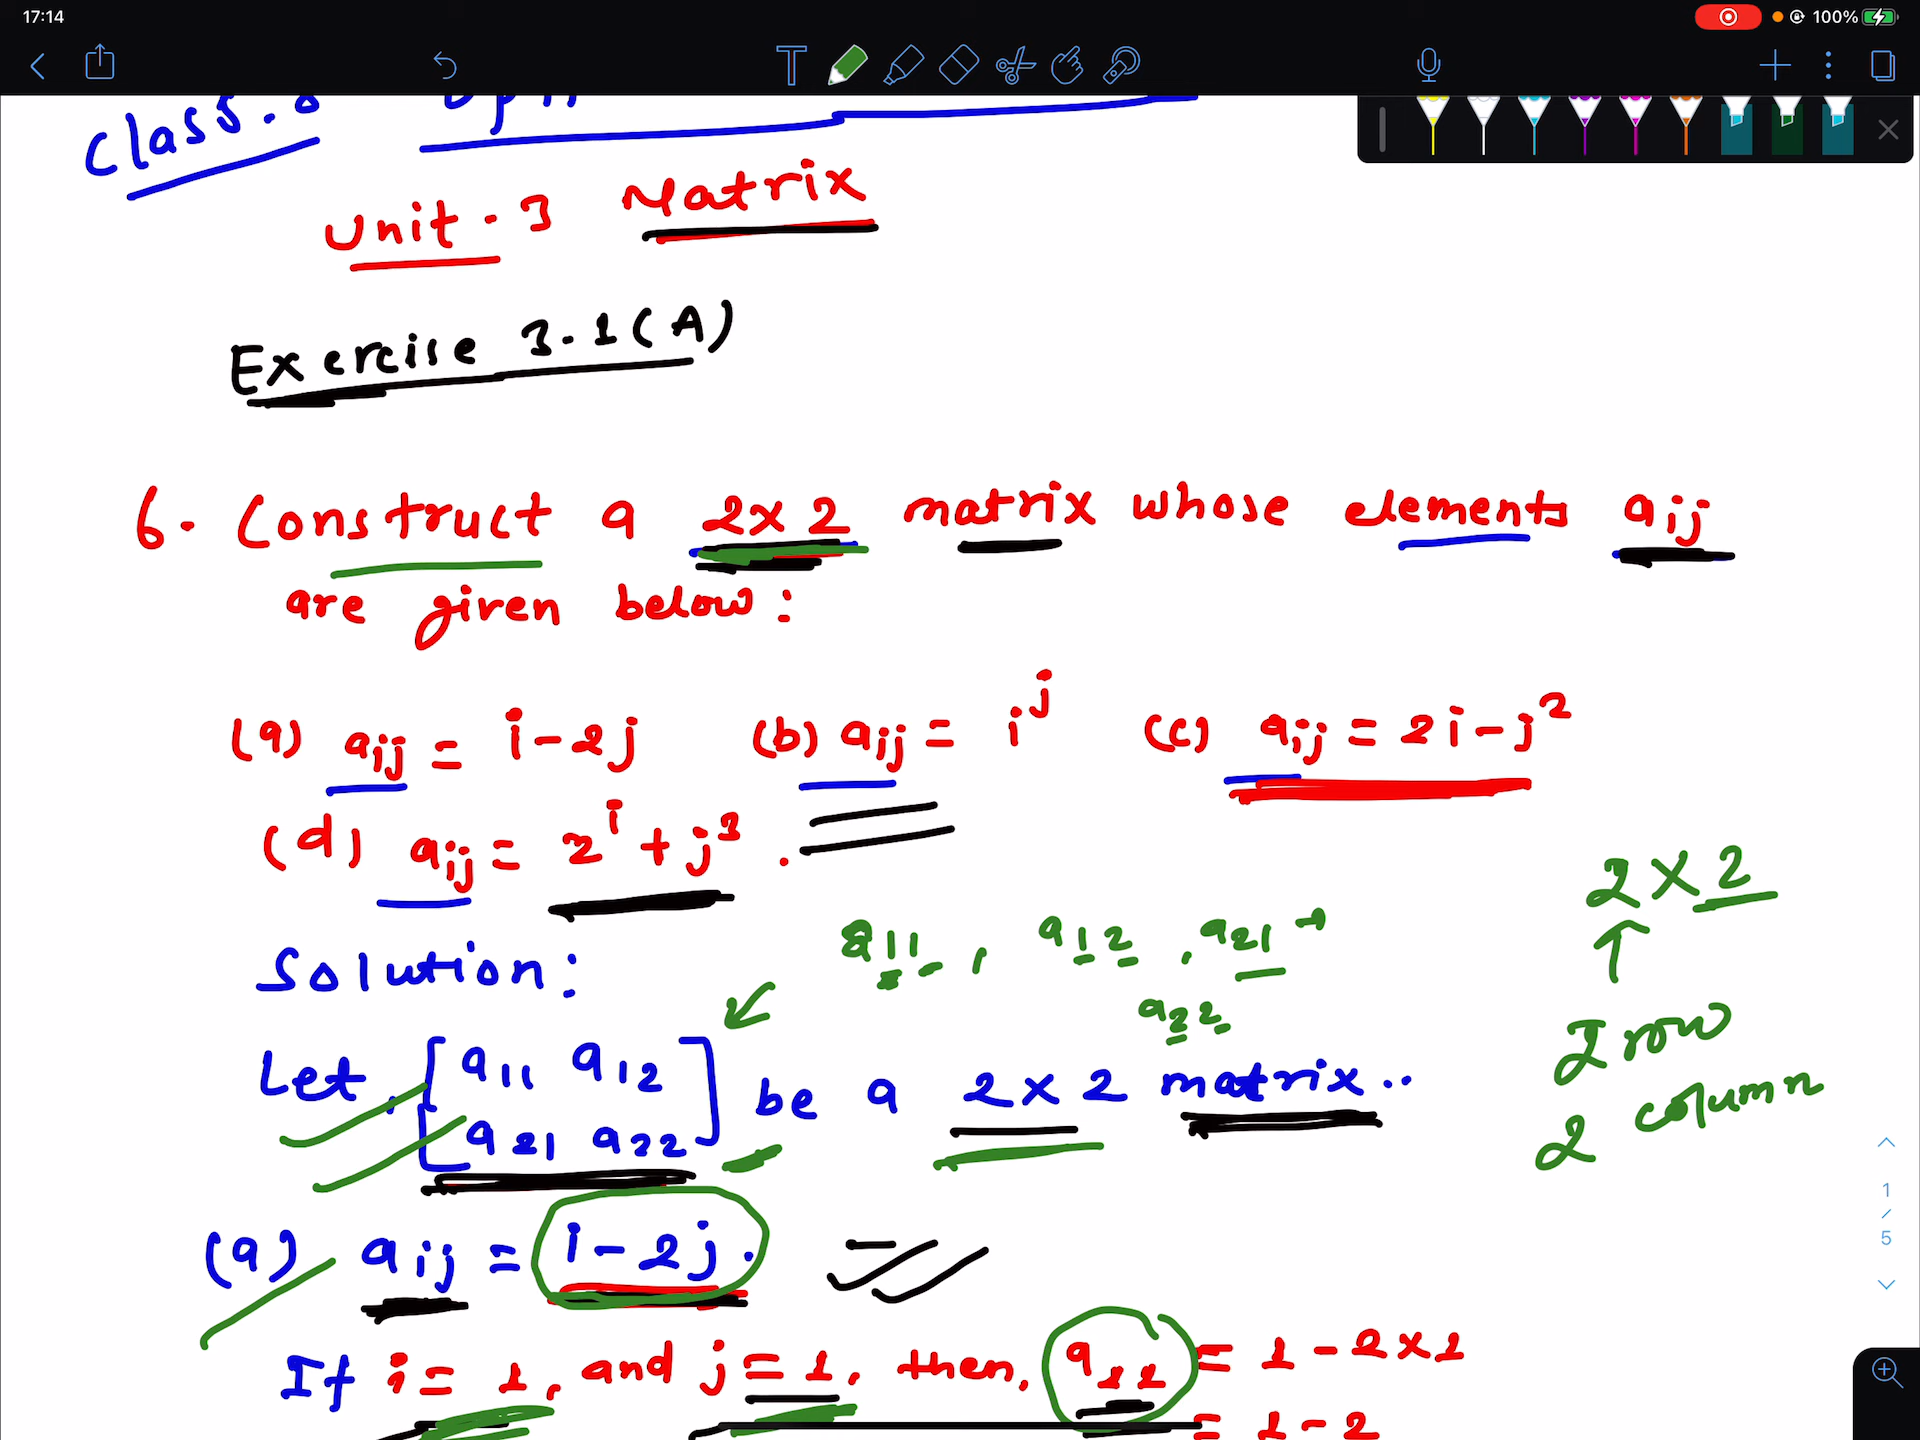 17:14
100%
Class. 8
Unit - 3 Matrix
Exercise 3.1(A)
6. Construct a 2x2 matrix whose elements aij
are given below:
(a) aij = i-2j (b) aij = i^j (c) aij = 2i-j²
(d) aij = 2^i + j³.
2x2
a11, a12, a21
Solution:
a22
2 row
Let, [a11 a12
a21 a22] be a 2x2 matrix..
2 column
1
/
5
(a) aij = i-2j.
If i=1, and j=1, then, a11 = 1-2x1
= 1-2